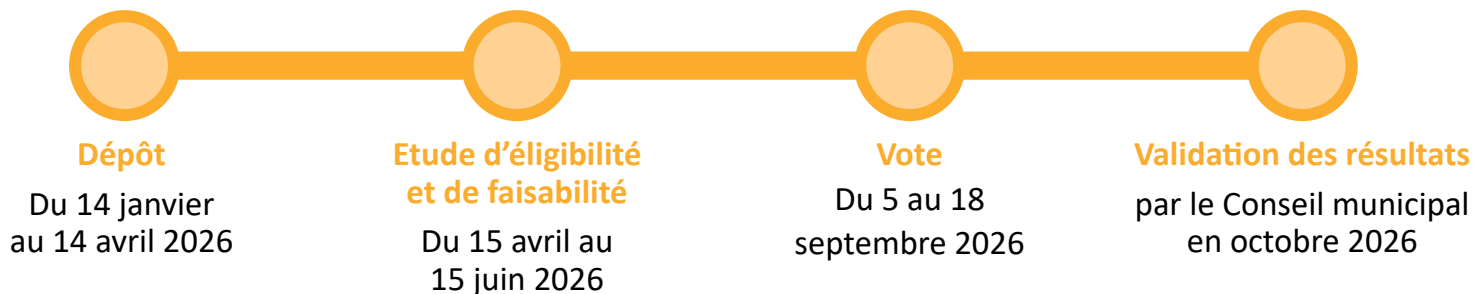 Dépôt
Du 14 janvier
au 14 avril 2026
Etude d’éligibilité
et de faisabilité
Du 15 avril au
15 juin 2026
Vote
Du 5 au 18
septembre 2026
Validation des résultats
par le Conseil municipal
en octobre 2026